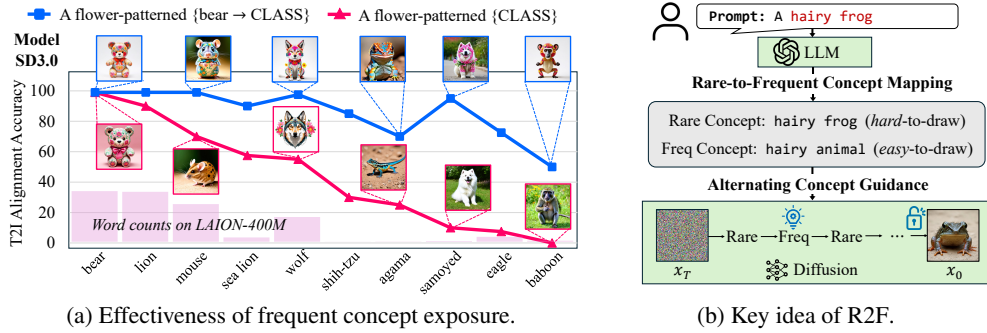 A flower-patterned {bear → CLASS}
A flower-patterned {CLASS}
Model
SD3.0
T2I Alignment Accuracy
100
80
60
40
20
0
Word counts on LAION-400M
bear
lion
mouse
sea lion
wolf
shih-tzu
agama
samoyed
eagle
baboon
(a) Effectiveness of frequent concept exposure.
Prompt: A hairy frog
LLM
Rare-to-Frequent Concept Mapping
Rare Concept: hairy frog (hard-to-draw)
Freq Concept: hairy animal (easy-to-draw)
Alternating Concept Guidance
Rare → Freq → Rare → ⋯
x_T
Diffusion
x_0
(b) Key idea of R2F.